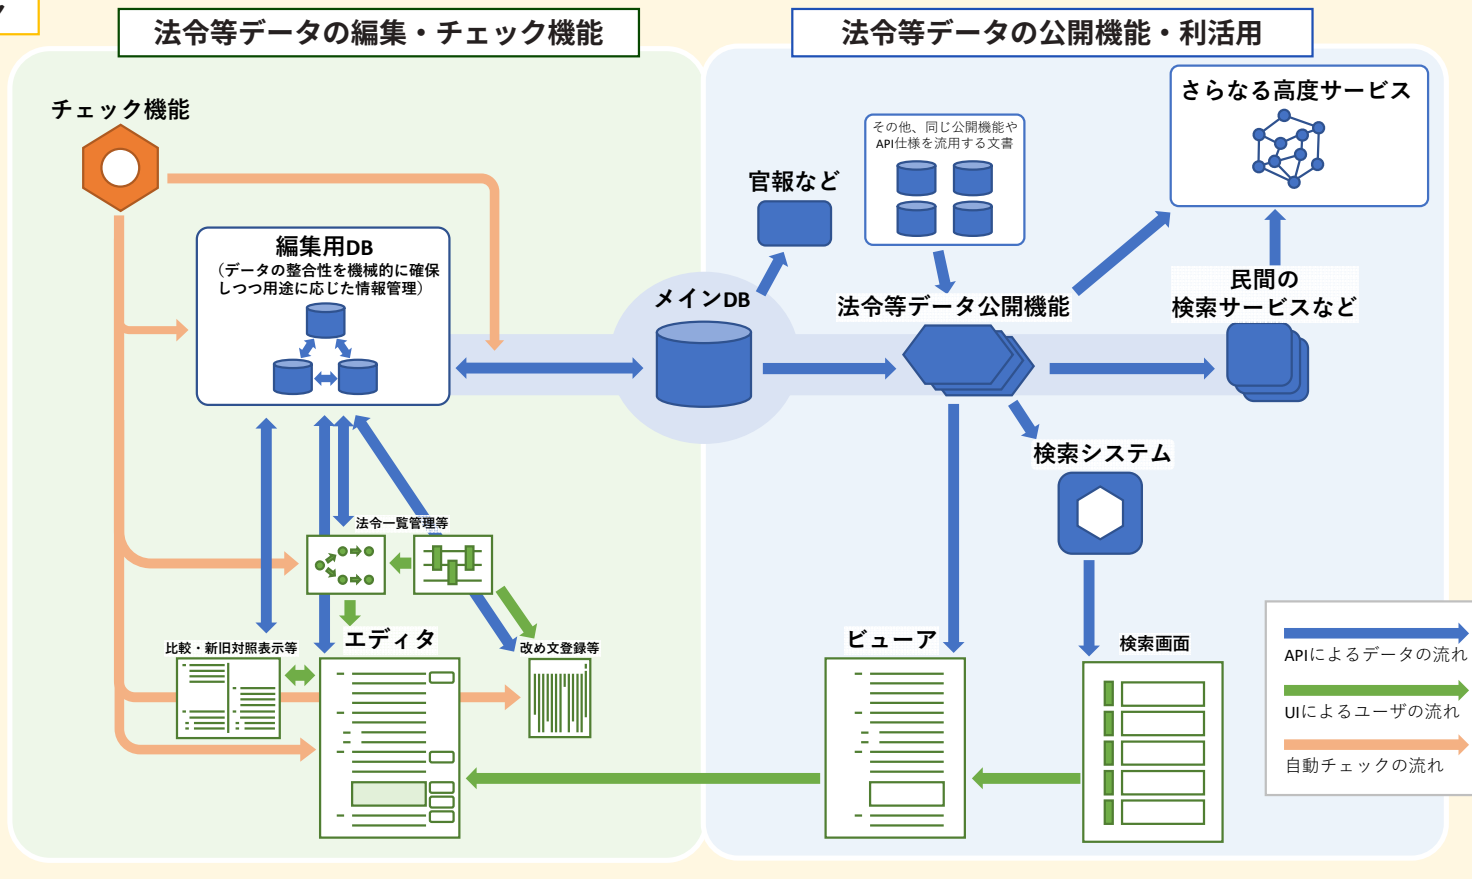 法令等データの編集・チェック機能
法令等データの公開機能・利活用
チェック機能
編集用DB
（データの整合性を機械的に確保
しつつ用途に応じた情報管理）
メインDB
官報など
その他、同じ公開機能や
API仕様を流用する文書
さらなる高度サービス
法令等データ公開機能
民間の
検索サービスなど
検索システム
法令一覧管理等
比較・新旧対照表示等
エディタ
改め文登録等
ビューア
検索画面
APIによるデータの流れ
UIによるユーザの流れ
自動チェックの流れ